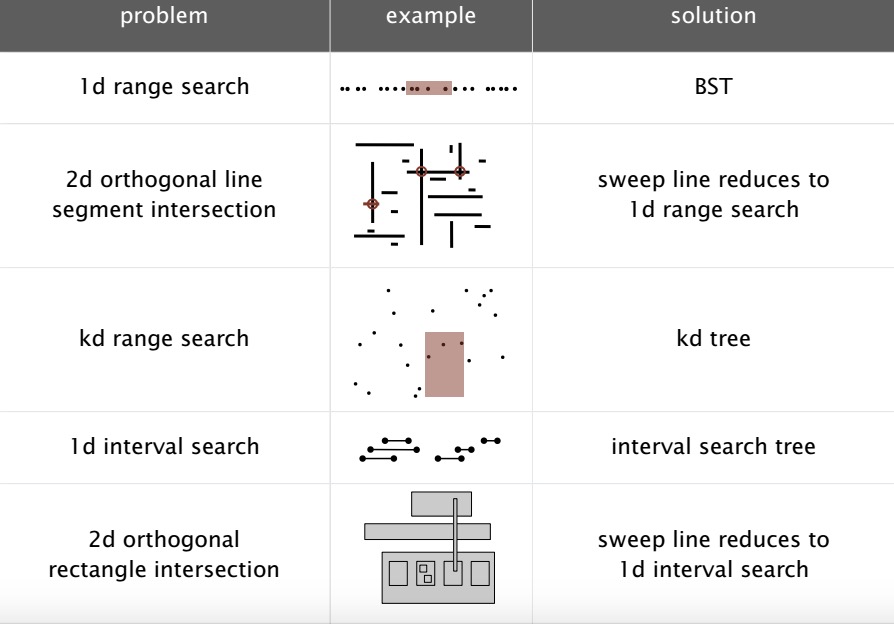 problem
example
solution
1d range search
BST
2d orthogonal line
segment intersection
sweep line reduces to
1d range search
kd range search
kd tree
1d interval search
interval search tree
2d orthogonal
rectangle intersection
sweep line reduces to
1d interval search